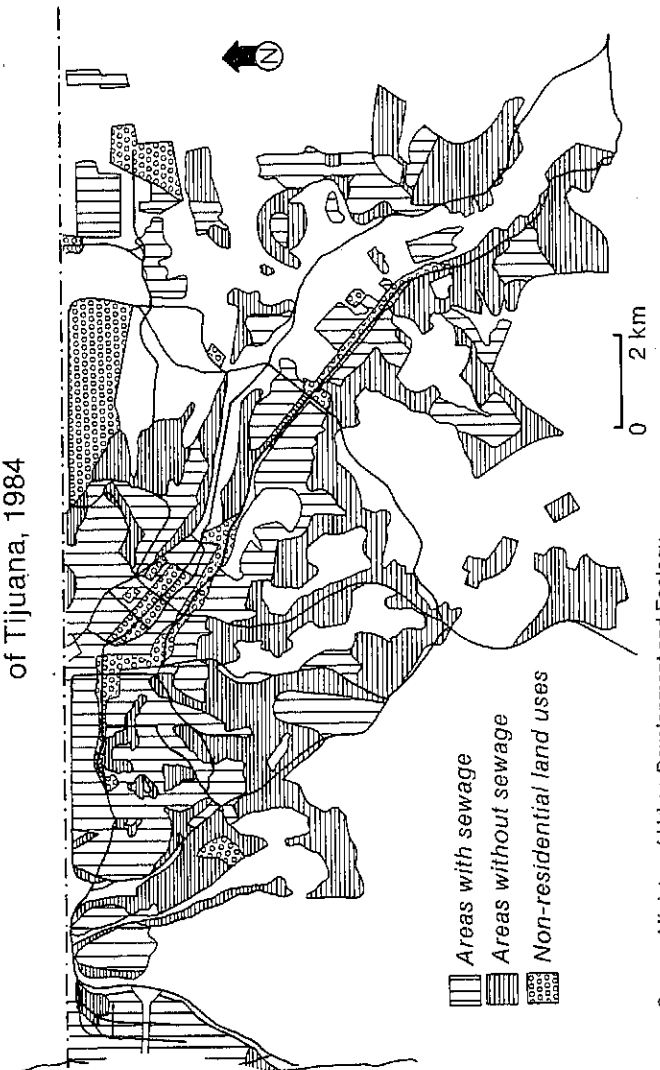 of Tijuana, 1984
N
Areas with sewage
Areas without sewage
Non-residential land uses
0 2 km